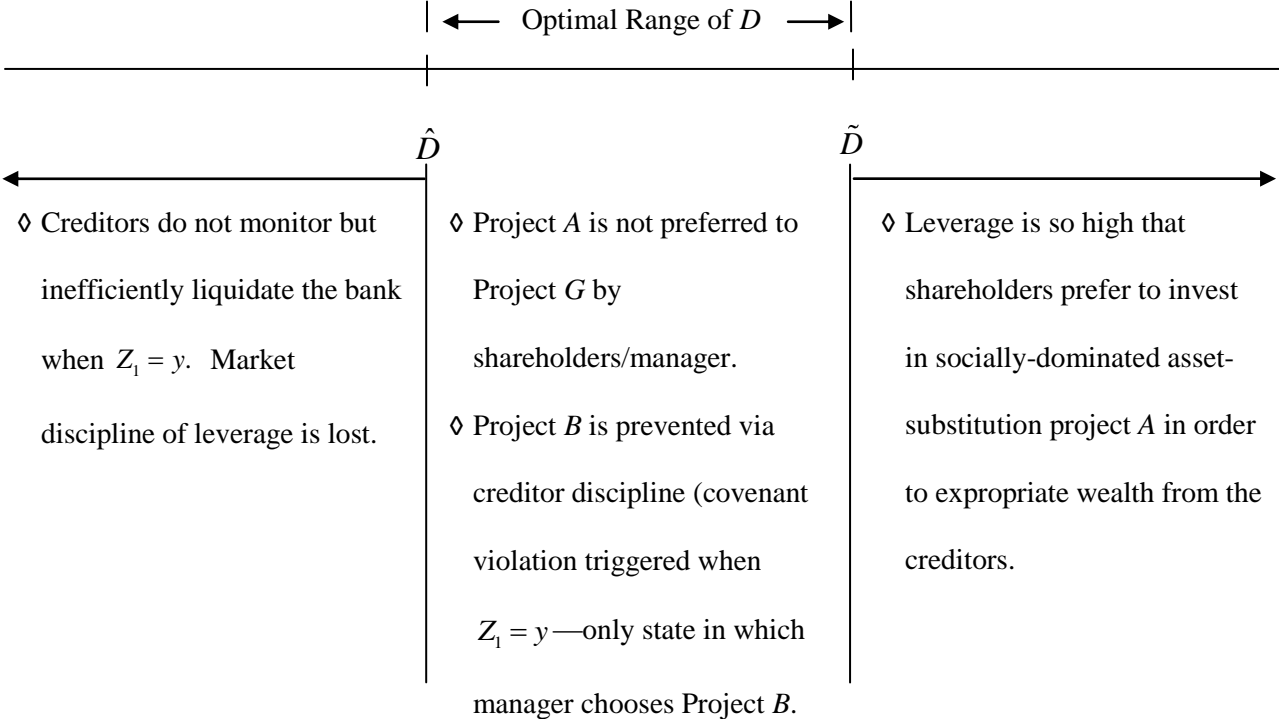 Optimal Range of D
D̂
D̃
◊ Creditors do not monitor but
inefficiently liquidate the bank
when Z₁ = y. Market
discipline of leverage is lost.
◊ Project A is not preferred to
Project G by
shareholders/manager.
◊ Project B is prevented via
creditor discipline (covenant
violation triggered when
Z₁ = y—only state in which
manager chooses Project B.
◊ Leverage is so high that
shareholders prefer to invest
in socially-dominated asset-
substitution project A in order
to expropriate wealth from the
creditors.